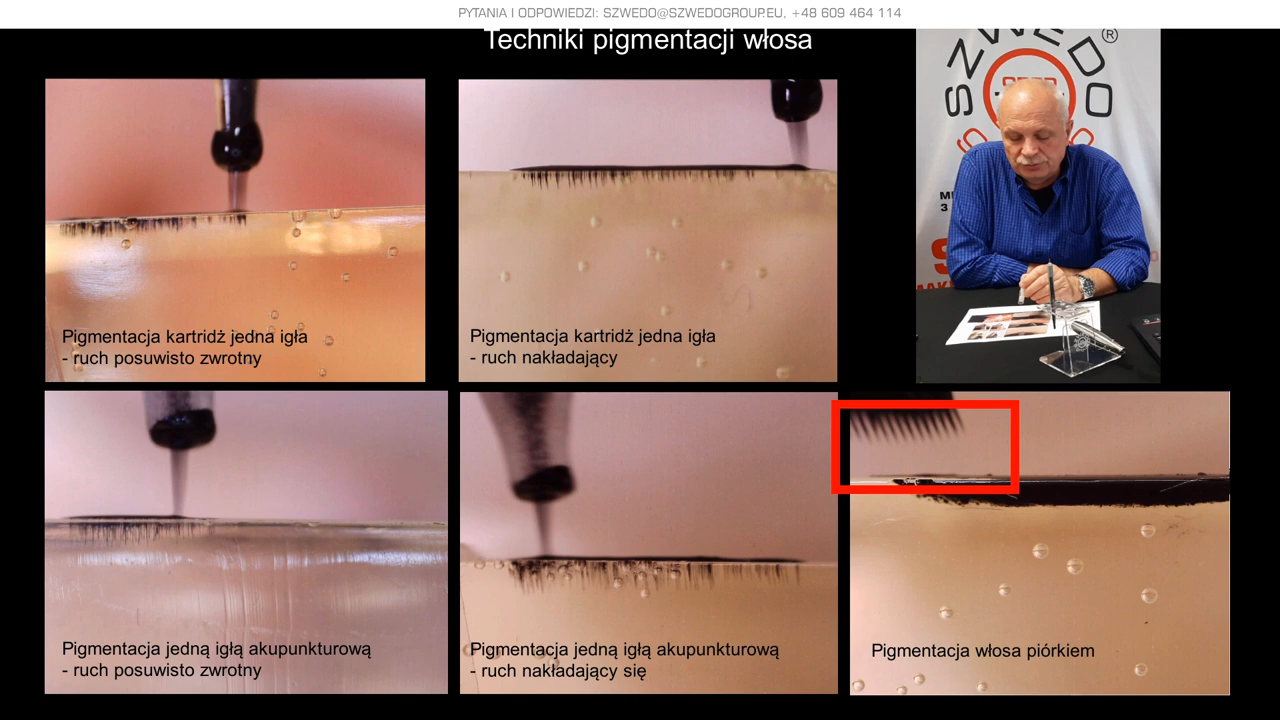 PYTANIA I ODPOWIEDZI: SZWEDO@SZWEDOGROUP.EU, +48 609 464 114
Techniki pigmentacji włosa
SZWEDO®
Pigmentacja kartridż jedna igła
- ruch posuwisto zwrotny
Pigmentacja kartridż jedna igła
- ruch nakładający
Pigmentacja jedną igłą akupunkturową
- ruch posuwisto zwrotny
Pigmentacja jedną igłą akupunkturową
- ruch nakładający się
Pigmentacja włosa piórkiem